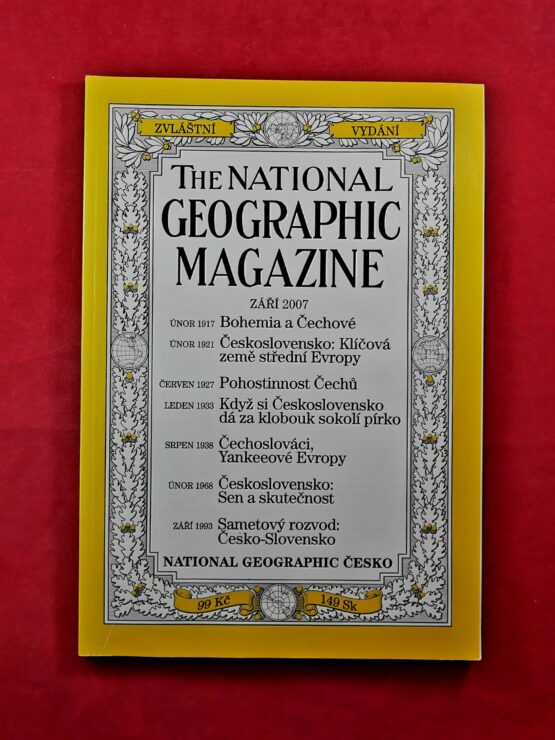 ZVLÁŠTNÍ VYDÁNÍ
THE NATIONAL
GEOGRAPHIC
MAGAZINE
ZÁŘÍ 2007
ÚNOR 1917 Bohemia a Čechové
ÚNOR 1921 Československo: Klíčová
země střední Evropy
ČERVEN 1927 Pohostinnost Čechů
LEDEN 1933 Když si Československo
dá za klobouk sokolí pírko
SRPEN 1938 Čechoslováci,
Yankeeové Evropy
ÚNOR 1968 Československo:
Sen a skutečnost
ZÁŘÍ 1993 Sametový rozvod:
Česko-Slovensko
NATIONAL GEOGRAPHIC ČESKO
99 Kč 149 Sk